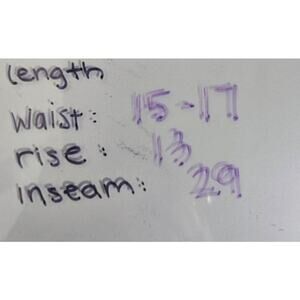 length
waist: 15-17
rise: 13
inseam: 29